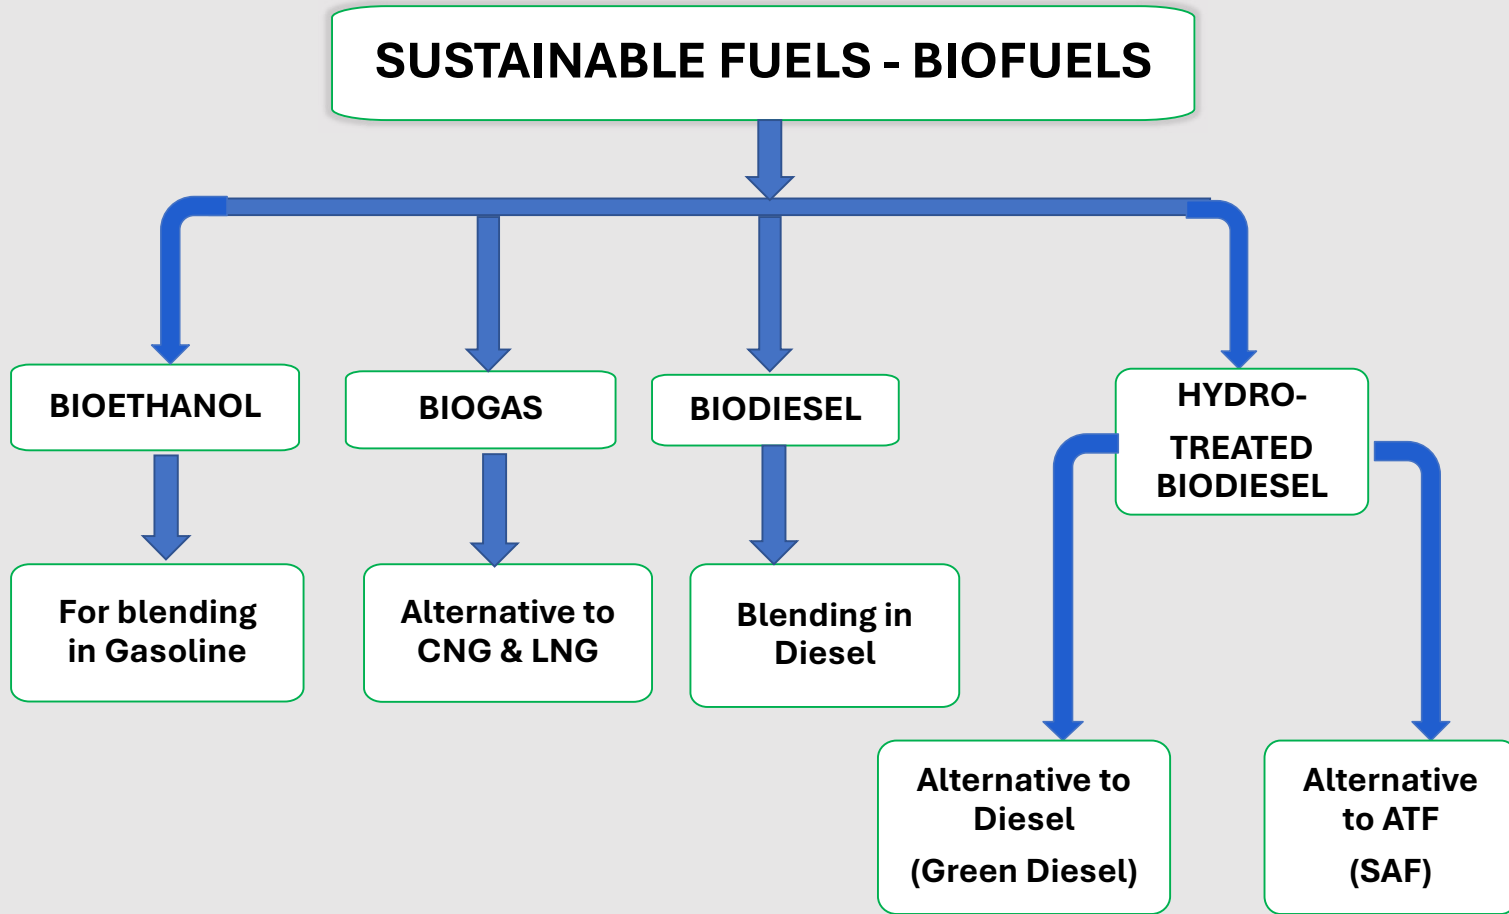 SUSTAINABLE FUELS - BIOFUELS
BIOETHANOL
BIOGAS
BIODIESEL
HYDRO-
TREATED
BIODIESEL
For blending
in Gasoline
Alternative to
CNG & LNG
Blending in
Diesel
Alternative to
Diesel
(Green Diesel)
Alternative
to ATF
(SAF)